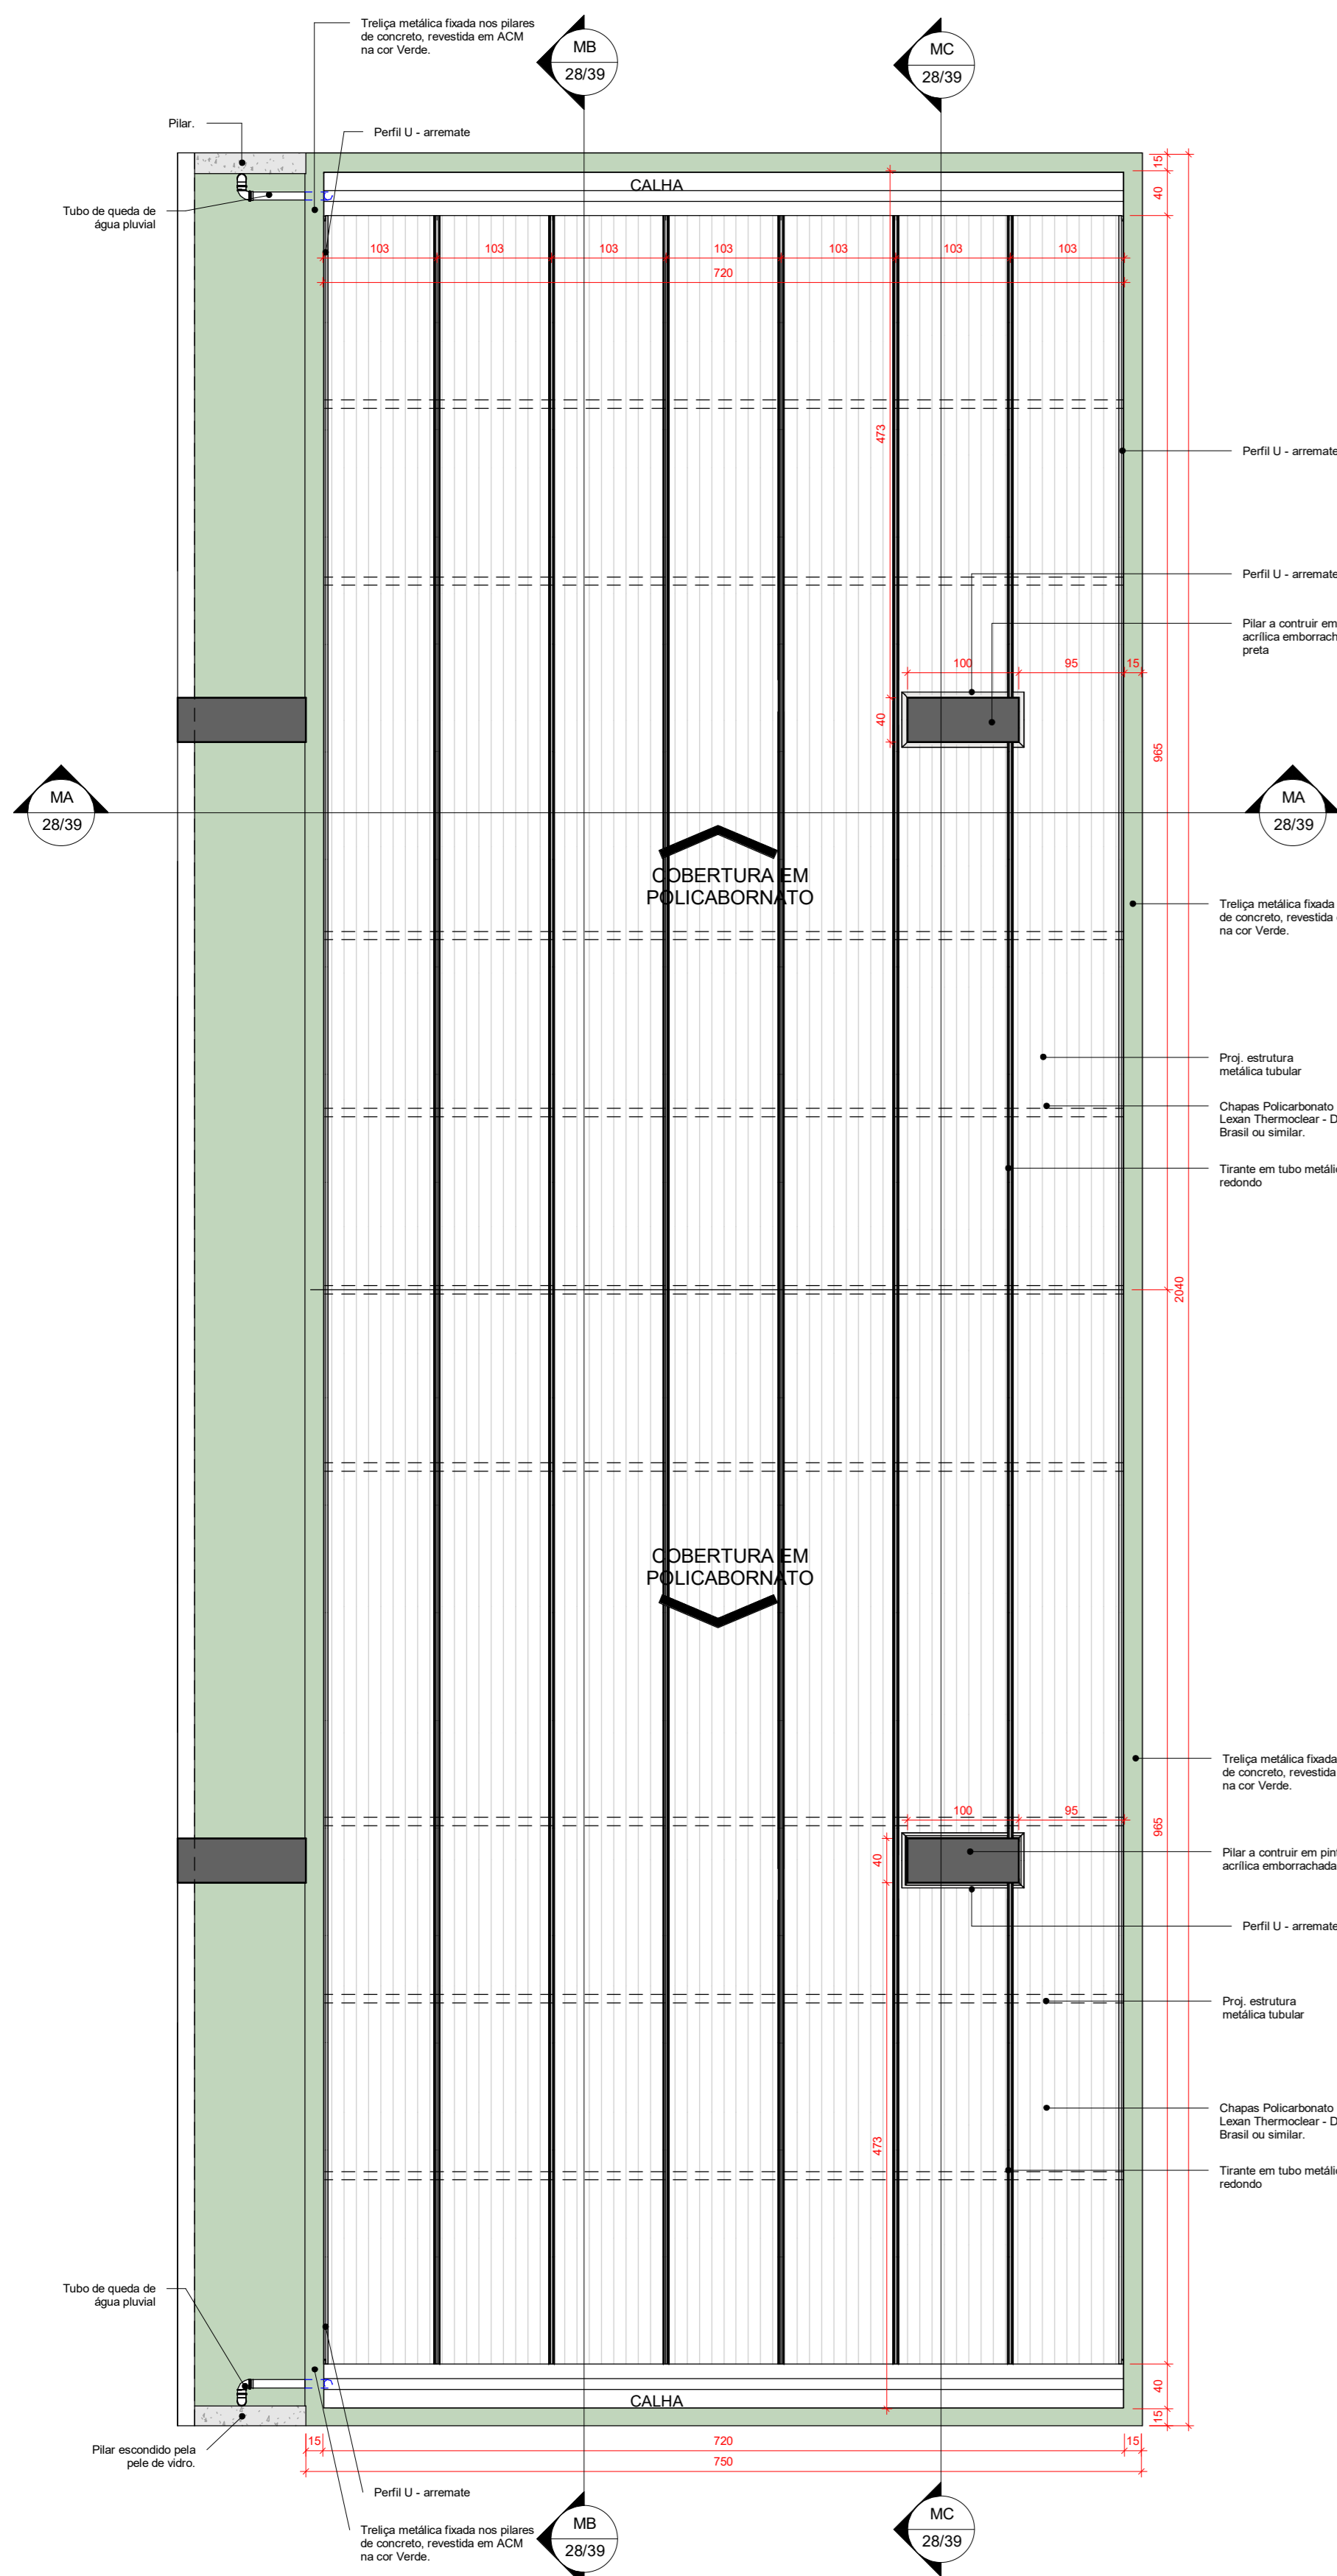 Treliça metálica fixada nos pilares
de concreto, revestida em ACM
na cor Verde.
MB
28/39
MC
28/39
Pilar.
Perfil U - arremate
CALHA
15
40
Tubo de queda de
água pluvial
103 103 103 103 103 103 103
720
473
Perfil U - arremate
Perfil U - arremate
Pilar a contruir em
acrílica emborrach
preta
100 95 15
40
965
MA
28/39
MA
28/39
COBERTURA EM
POLICABORNATO
Treliça metálica fixada
de concreto, revestida
na cor Verde.
Proj. estrutura
metálica tubular
Chapas Policarbonato
Lexan Thermoclear - D
Brasil ou similar.
Tirante em tubo metálic
redondo
2040
COBERTURA EM
POLICABORNATO
Treliça metálica fixada
de concreto, revestida
na cor Verde.
100 95
965
40
Pilar a contruir em pint
acrílica emborrachada
Perfil U - arremate
Proj. estrutura
metálica tubular
Chapas Policarbonato
Lexan Thermoclear - D
Brasil ou similar.
473
Tirante em tubo metálic
redondo
Tubo de queda de
água pluvial
40
CALHA
15
Pilar escondido pela
pele de vidro.
15 720 15
750
Perfil U - arremate
Treliça metálica fixada nos pilares
de concreto, revestida em ACM
na cor Verde.
MB
28/39
MC
28/39